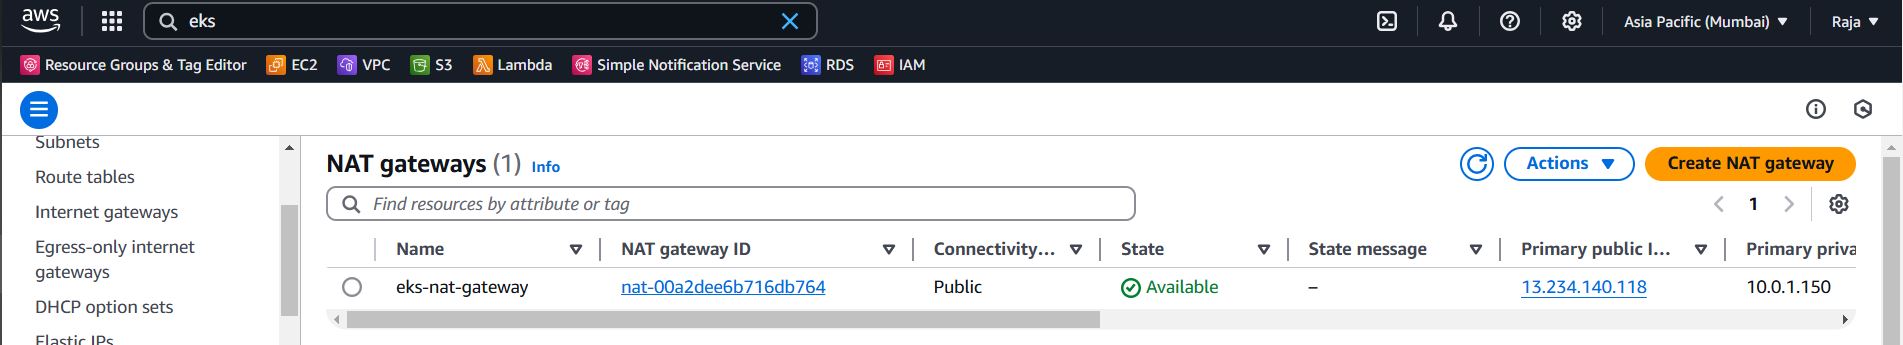 aws
eks
Asia Pacific (Mumbai)
Raja
Resource Groups & Tag Editor
EC2
VPC
S3
Lambda
Simple Notification Service
RDS
IAM
Subnets
Route tables
Internet gateways
Egress-only internet
gateways
DHCP option sets
Elastic IPs
NAT gateways (1) Info
Actions
Create NAT gateway
Find resources by attribute or tag
1
Name NAT gateway ID Connectivity... State State message Primary public I... Primary priva
eks-nat-gateway nat-00a2dee6b716db764 Public Available – 13.234.140.118 10.0.1.150